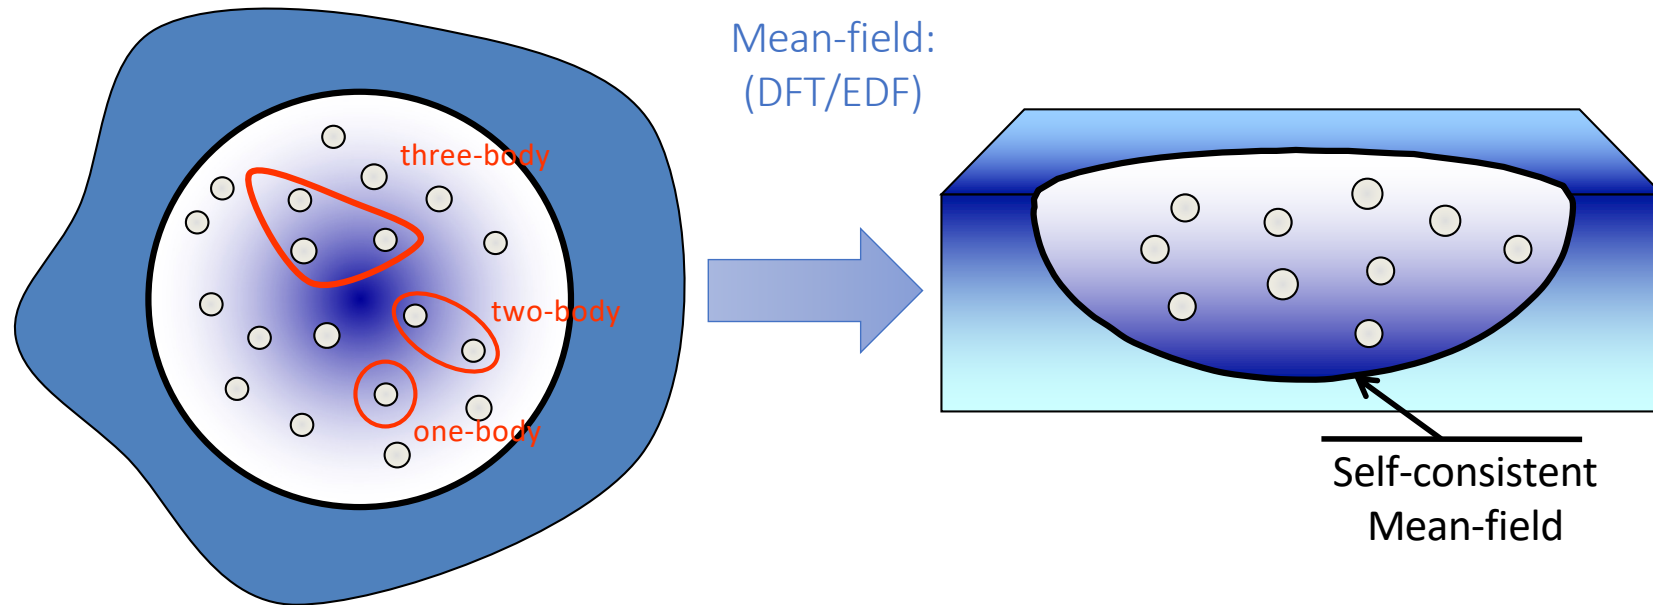 Mean-field:
(DFT/EDF)
three-body
two-body
one-body
Self-consistent
Mean-field